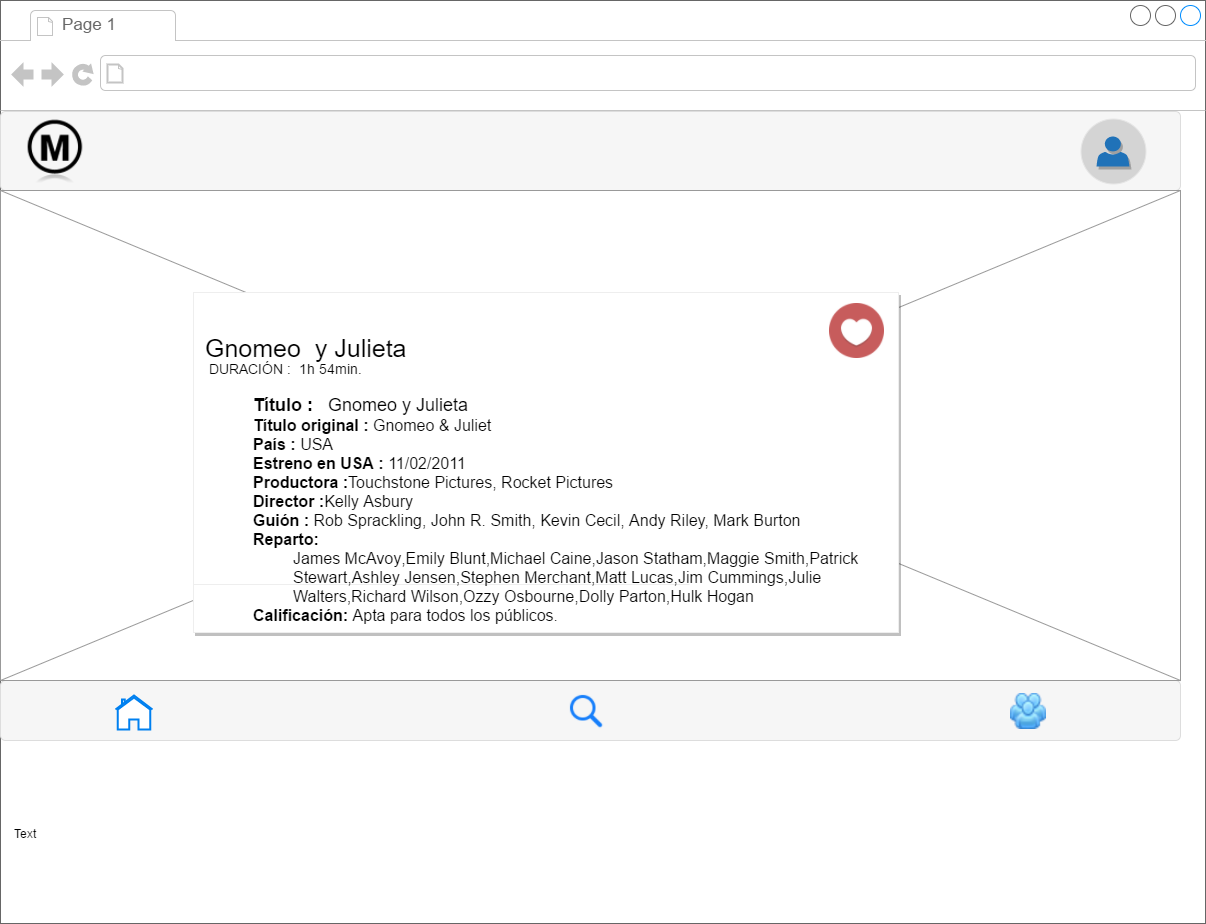 Page 1
M
Gnomeo  y Julieta
DURACIÓN :  1h 54min.
Título :   Gnomeo y Julieta
Título original : Gnomeo & Juliet
País : USA
Estreno en USA : 11/02/2011
Productora :Touchstone Pictures, Rocket Pictures
Director :Kelly Asbury
Guión : Rob Sprackling, John R. Smith, Kevin Cecil, Andy Riley, Mark Burton
Reparto:
James McAvoy,Emily Blunt,Michael Caine,Jason Statham,Maggie Smith,Patrick
Stewart,Ashley Jensen,Stephen Merchant,Matt Lucas,Jim Cummings,Julie
Walters,Richard Wilson,Ozzy Osbourne,Dolly Parton,Hulk Hogan
Calificación: Apta para todos los públicos.
Text